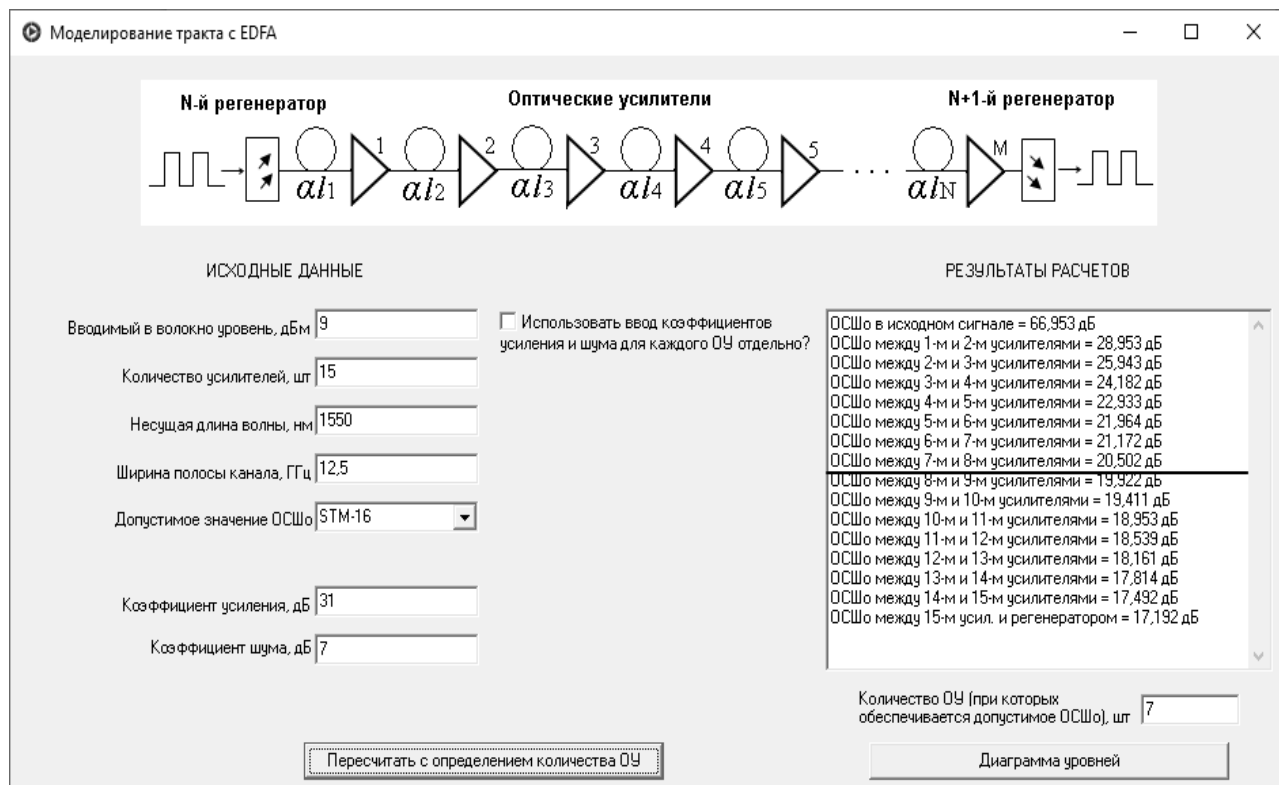 Моделирование тракта с EDFA
N-й регенератор
Оптические усилители
N+1-й регенератор
1 2 3 4 5 ... M
αl1 αl2 αl3 αl4 αl5 αlN
ИСХОДНЫЕ ДАННЫЕ
РЕЗУЛЬТАТЫ РАСЧЕТОВ
Вводимый в волокно уровень, дБм 9
Количество усилителей, шт 15
Несущая длина волны, нм 1550
Ширина полосы канала, ГГц 12,5
Допустимое значение ОСШо STM-16
Коэффициент усиления, дБ 31
Коэффициент шума, дБ 7
Использовать ввод коэффициентов
усиления и шума для каждого ОУ отдельно?
ОСШо в исходном сигнале = 66,953 дБ
ОСШо между 1-м и 2-м усилителями = 28,953 дБ
ОСШо между 2-м и 3-м усилителями = 25,943 дБ
ОСШо между 3-м и 4-м усилителями = 24,182 дБ
ОСШо между 4-м и 5-м усилителями = 22,933 дБ
ОСШо между 5-м и 6-м усилителями = 21,964 дБ
ОСШо между 6-м и 7-м усилителями = 21,172 дБ
ОСШо между 7-м и 8-м усилителями = 20,502 дБ
ОСШо между 8-м и 9-м усилителями = 19,922 дБ
ОСШо между 9-м и 10-м усилителями = 19,411 дБ
ОСШо между 10-м и 11-м усилителями = 18,953 дБ
ОСШо между 11-м и 12-м усилителями = 18,539 дБ
ОСШо между 12-м и 13-м усилителями = 18,161 дБ
ОСШо между 13-м и 14-м усилителями = 17,814 дБ
ОСШо между 14-м и 15-м усилителями = 17,492 дБ
ОСШо между 15-м усил. и регенератором = 17,192 дБ
Количество ОУ (при которых
обеспечивается допустимое ОСШо), шт 7
Пересчитать с определением количества ОУ
Диаграмма уровней